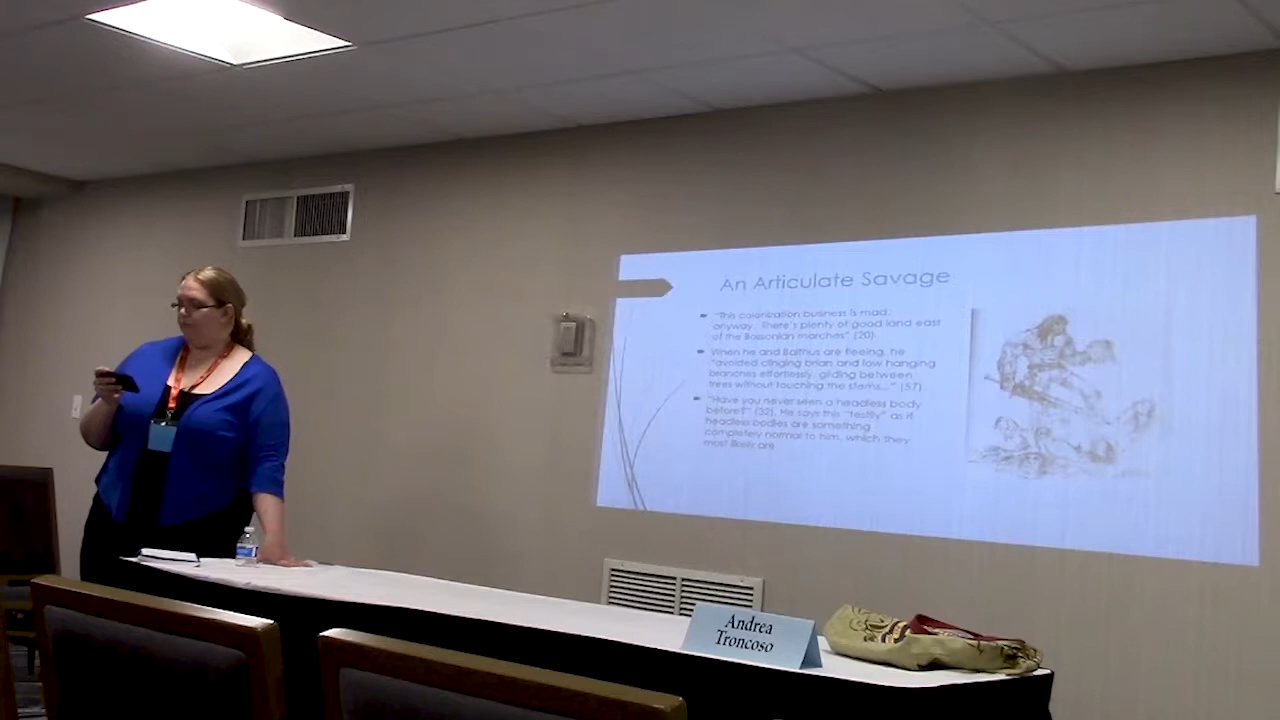 An Articulate Savage
"This colonization business is mad,
anyway. There's plenty of good land east
of the Bossonian marches" (20)
When he and Balthus are fleeing, he
"avoided clinging brian and low hanging
branches effortlessly, gliding between
trees without touching the stems..." (57)
"Have you never seen a headless body
before?" (32). He says this "testily" as if
headless bodies are something
completely normal to him, which they
most likely are
Andrea
Troncoso